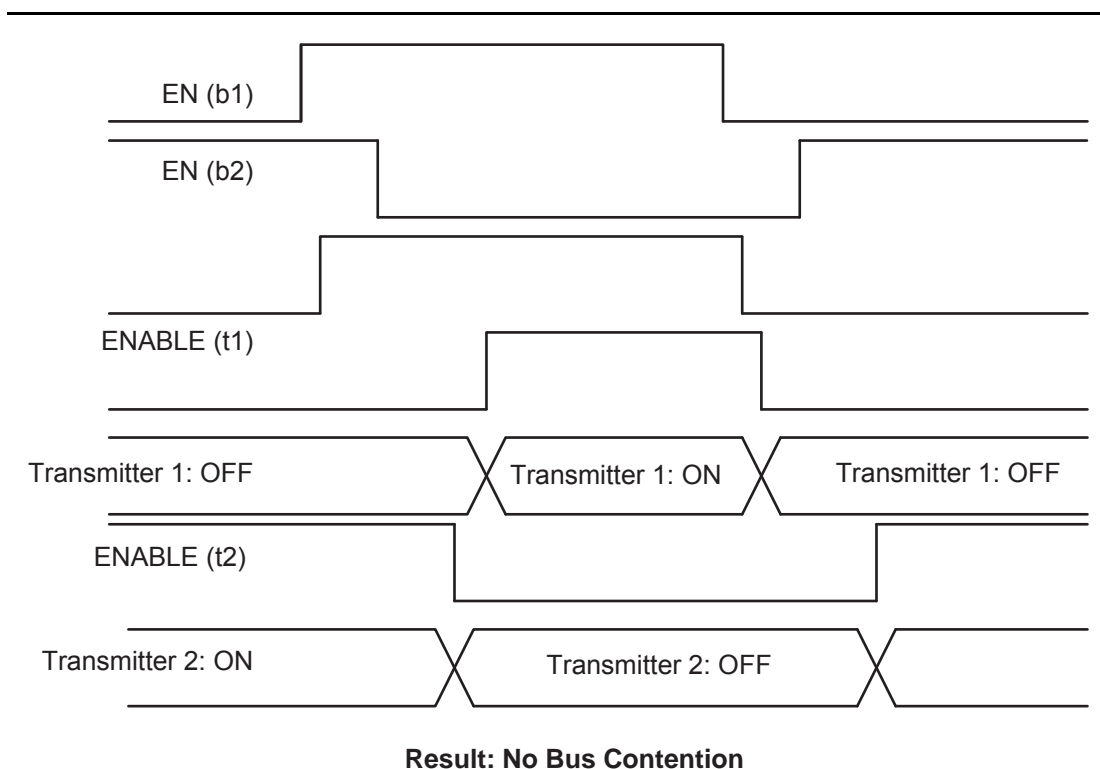 EN (b1)
EN (b2)
ENABLE (t1)
Transmitter 1: OFF
Transmitter 1: ON
Transmitter 1: OFF
ENABLE (t2)
Transmitter 2: ON
Transmitter 2: OFF
Result: No Bus Contention